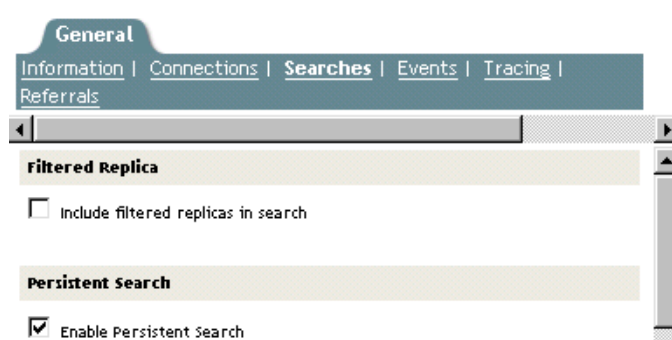 General
Information | Connections | Searches | Events | Tracing |
Referrals
Filtered Replica
Include filtered replicas in search
Persistent Search
Enable Persistent Search